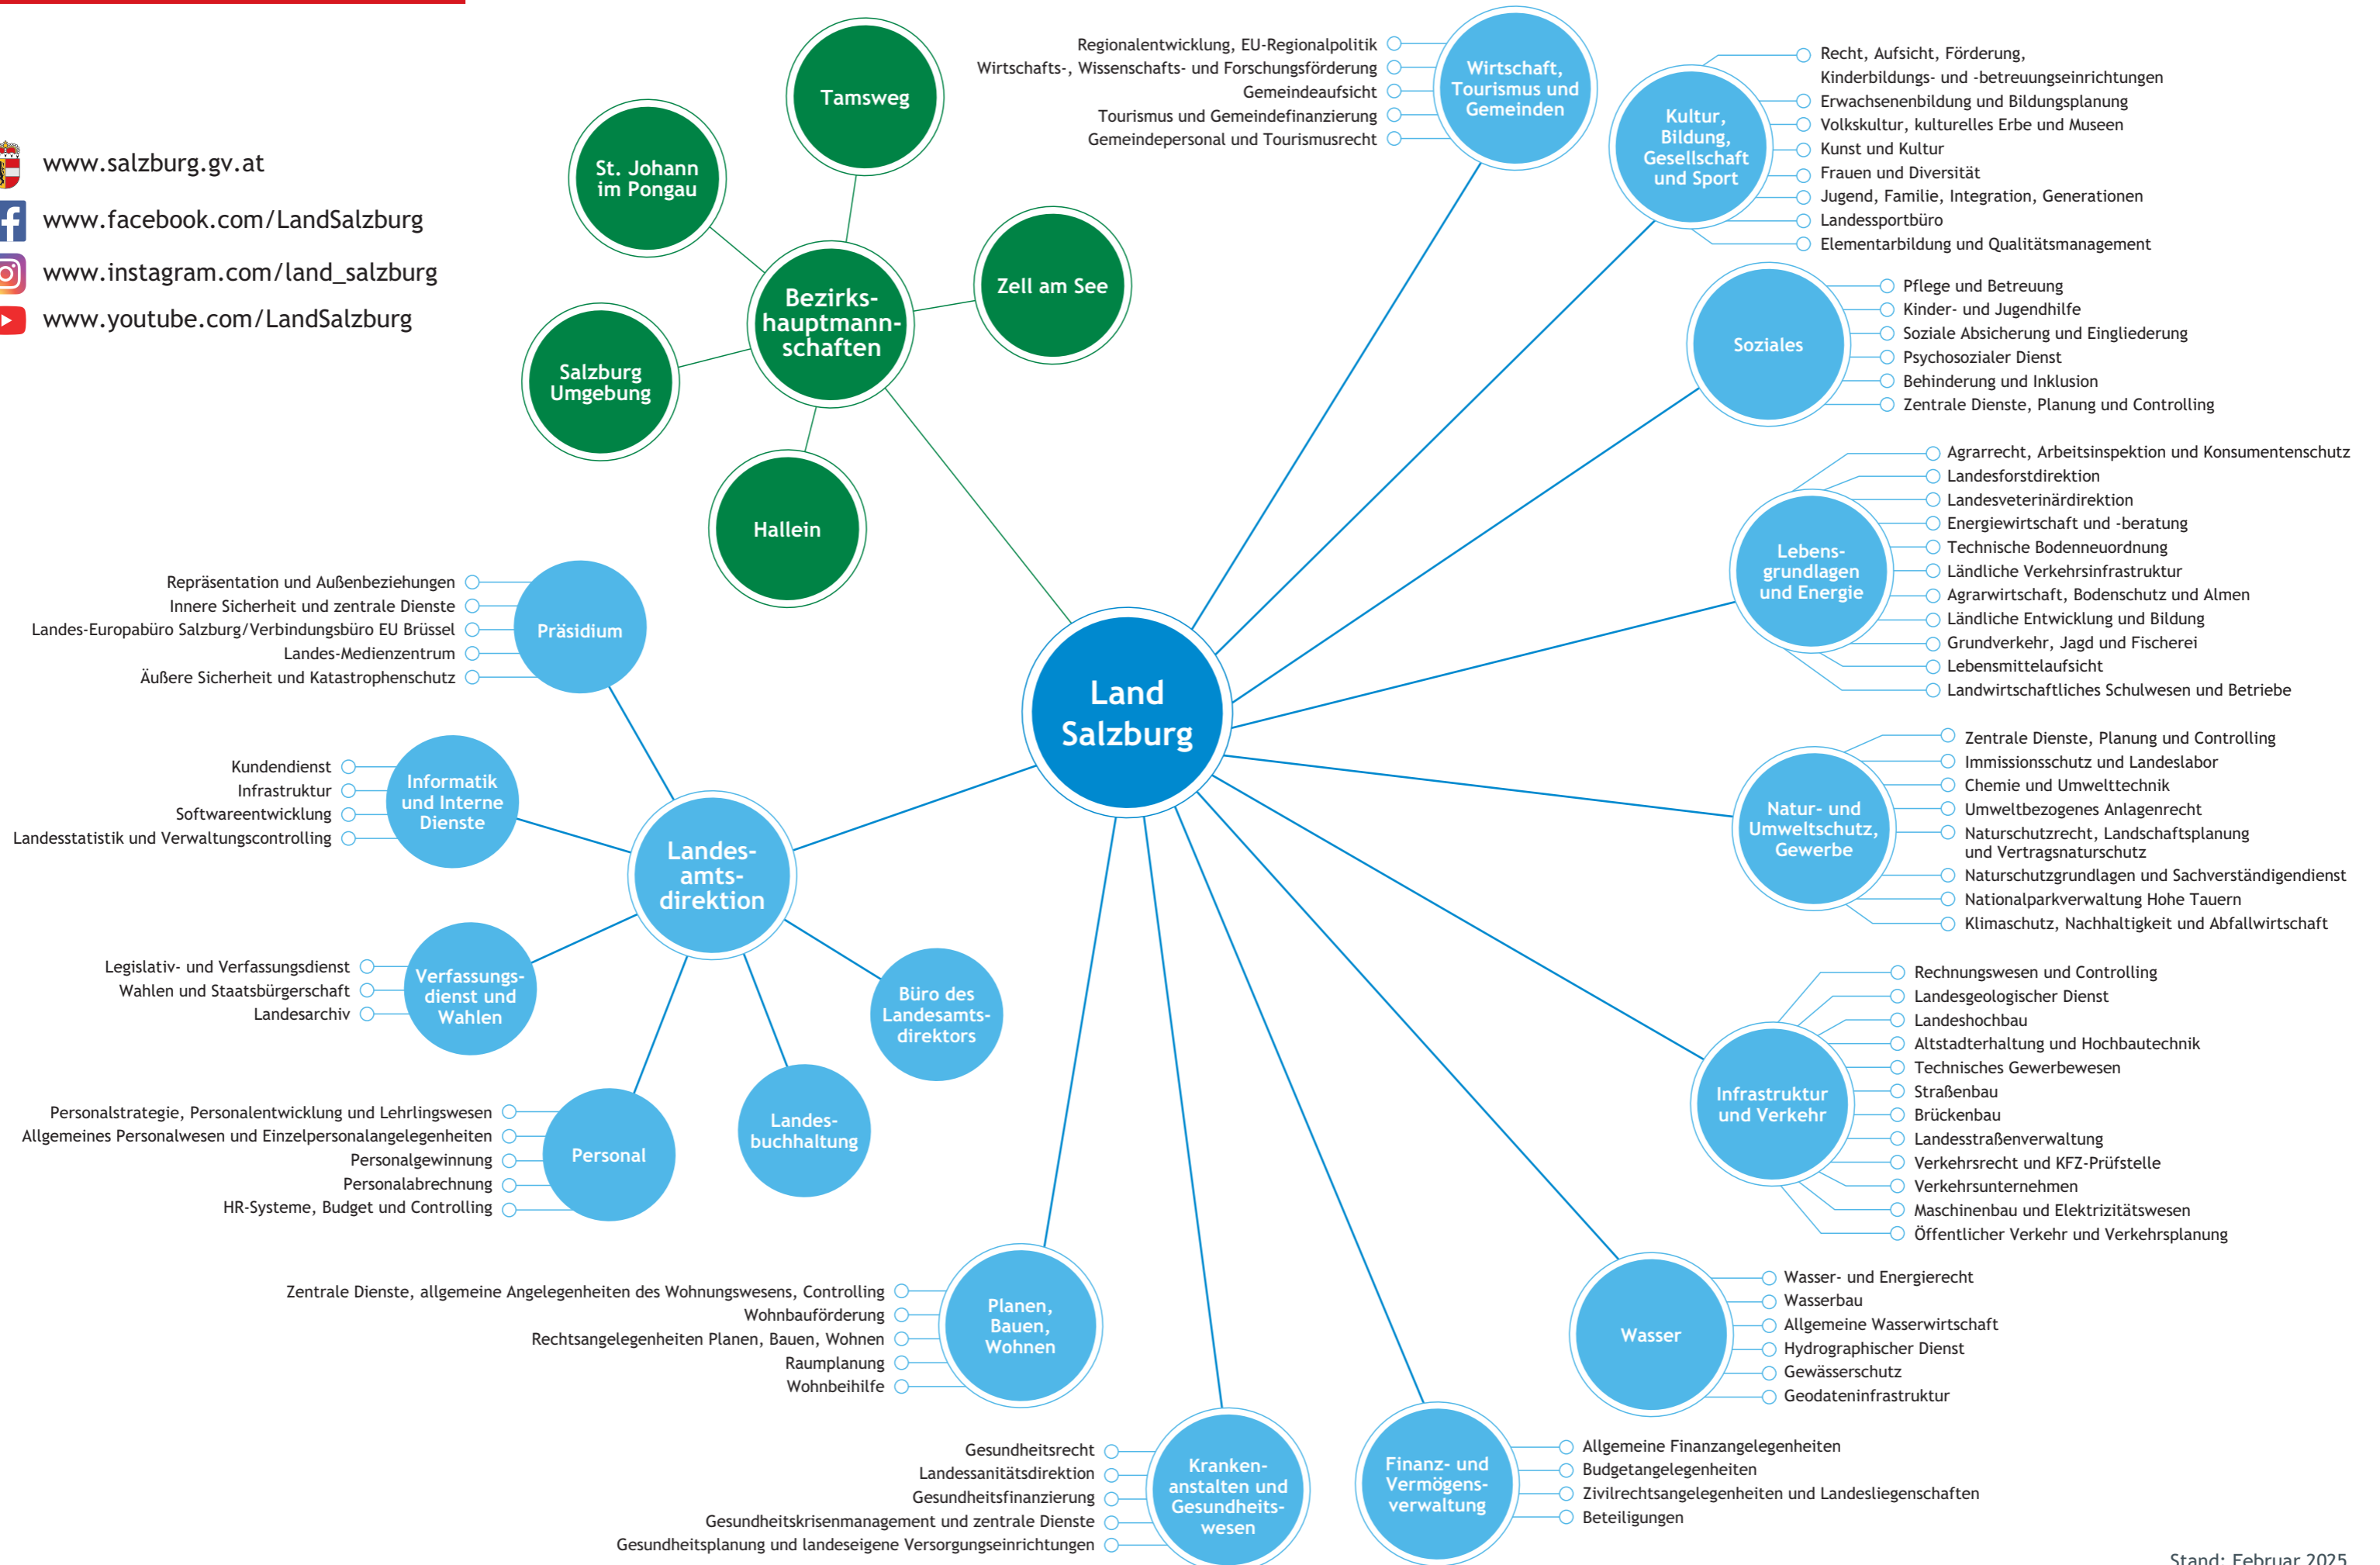 www.salzburg.gv.at
www.facebook.com/LandSalzburg
www.instagram.com/land_salzburg
www.youtube.com/LandSalzburg
Tamsweg
St. Johann
im Pongau
Zell am See
Bezirks-
hauptmann-
schaften
Salzburg
Umgebung
Hallein
Regionalentwicklung, EU-Regionalpolitik
Wirtschafts-, Wissenschafts- und Forschungsförderung
Gemeindeaufsicht
Tourismus und Gemeindefinanzierung
Gemeindepersonal und Tourismusrecht
Wirtschaft,
Tourismus und
Gemeinden
Kultur,
Bildung,
Gesellschaft
und Sport
Recht, Aufsicht, Förderung,
Kinderbildungs- und -betreuungseinrichtungen
Erwachsenenbildung und Bildungsplanung
Volkskultur, kulturelles Erbe und Museen
Kunst und Kultur
Frauen und Diversität
Jugend, Familie, Integration, Generationen
Landessportbüro
Elementarbildung und Qualitätsmanagement
Soziales
Pflege und Betreuung
Kinder- und Jugendhilfe
Soziale Absicherung und Eingliederung
Psychosozialer Dienst
Behinderung und Inklusion
Zentrale Dienste, Planung und Controlling
Lebens-
grundlagen
und Energie
Agrarrecht, Arbeitsinspektion und Konsumentenschutz
Landesforstdirektion
Landesveterinärdirektion
Energiewirtschaft und -beratung
Technische Bodenneuordnung
Ländliche Verkehrsinfrastruktur
Agrarwirtschaft, Bodenschutz und Almen
Ländliche Entwicklung und Bildung
Grundverkehr, Jagd und Fischerei
Lebensmittelaufsicht
Landwirtschaftliches Schulwesen und Betriebe
Land
Salzburg
Natur- und
Umweltschutz,
Gewerbe
Zentrale Dienste, Planung und Controlling
Immissionsschutz und Landeslabor
Chemie und Umwelttechnik
Umweltbezogenes Anlagenrecht
Naturschutzrecht, Landschaftsplanung
und Vertragsnaturschutz
Naturschutzgrundlagen und Sachverständigendienst
Nationalparkverwaltung Hohe Tauern
Klimaschutz, Nachhaltigkeit und Abfallwirtschaft
Infrastruktur
und Verkehr
Rechnungswesen und Controlling
Landesgeologischer Dienst
Landeshochbau
Altstadterhaltung und Hochbautechnik
Technisches Gewerbewesen
Straßenbau
Brückenbau
Landesstraßenverwaltung
Verkehrsrecht und KFZ-Prüfstelle
Verkehrsunternehmen
Maschinenbau und Elektrizitätswesen
Öffentlicher Verkehr und Verkehrsplanung
Wasser
Wasser- und Energierecht
Wasserbau
Allgemeine Wasserwirtschaft
Hydrographischer Dienst
Gewässerschutz
Geodateninfrastruktur
Finanz- und
Vermögens-
verwaltung
Allgemeine Finanzangelegenheiten
Budgetangelegenheiten
Zivilrechtsangelegenheiten und Landesliegenschaften
Beteiligungen
Gesundheitsrecht
Landessanitätsdirektion
Gesundheitsfinanzierung
Gesundheitskrisenmanagement und zentrale Dienste
Gesundheitsplanung und landeseigene Versorgungseinrichtungen
Kranken-
anstalten und
Gesundheits-
wesen
Zentrale Dienste, allgemeine Angelegenheiten des Wohnungswesens, Controlling
Wohnbauförderung
Rechtsangelegenheiten Planen, Bauen, Wohnen
Raumplanung
Wohnbeihilfe
Planen,
Bauen,
Wohnen
Landes-
amts-
direktion
Repräsentation und Außenbeziehungen
Innere Sicherheit und zentrale Dienste
Landes-Europabüro Salzburg/Verbindungsbüro EU Brüssel
Landes-Medienzentrum
Äußere Sicherheit und Katastrophenschutz
Präsidium
Kundendienst
Infrastruktur
Softwareentwicklung
Landesstatistik und Verwaltungscontrolling
Informatik
und Interne
Dienste
Legislativ- und Verfassungsdienst
Wahlen und Staatsbürgerschaft
Landesarchiv
Verfassungs-
dienst und
Wahlen
Personalstrategie, Personalentwicklung und Lehrlingswesen
Allgemeines Personalwesen und Einzelpersonalangelegenheiten
Personalgewinnung
Personalabrechnung
HR-Systeme, Budget und Controlling
Personal
Landes-
buchhaltung
Büro des
Landesamts-
direktors
Stand: Februar 2025